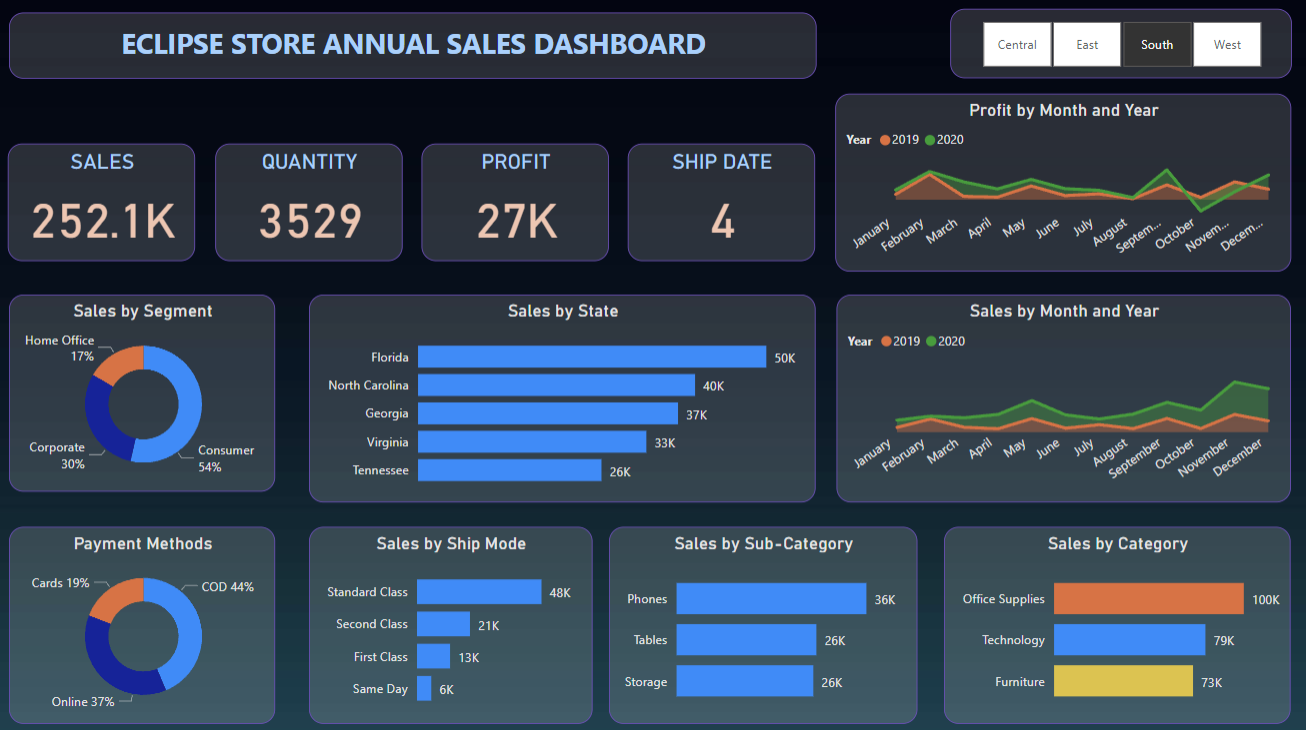 ECLIPSE STORE ANNUAL SALES DASHBOARD
Central
East
South
West
SALES
252.1K
QUANTITY
3529
PROFIT
27K
SHIP DATE
4
Profit by Month and Year
Year 2019 2020
January
February
March
April
May
June
July
August
Septem...
October
Novem...
Decem...
Sales by Segment
Home Office
17%
Corporate
30%
Consumer
54%
Sales by State
Florida 50K
North Carolina 40K
Georgia 37K
Virginia 33K
Tennessee 26K
Sales by Month and Year
Year 2019 2020
January
February
March
April
May
June
July
August
September
October
November
December
Payment Methods
Cards 19%
COD 44%
Online 37%
Sales by Ship Mode
Standard Class 48K
Second Class 21K
First Class 13K
Same Day 6K
Sales by Sub-Category
Phones 36K
Tables 26K
Storage 26K
Sales by Category
Office Supplies 100K
Technology 79K
Furniture 73K